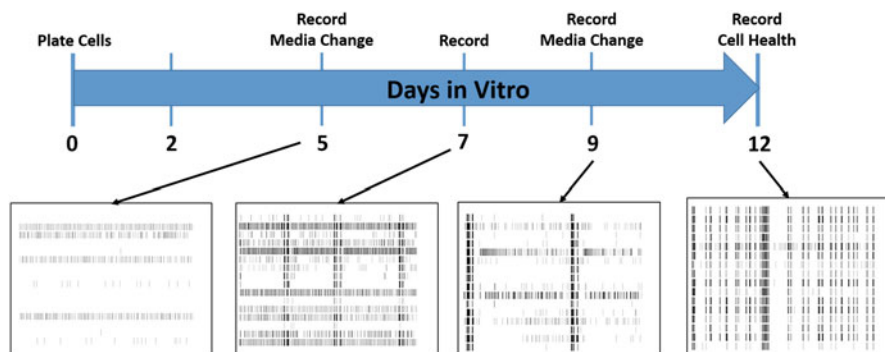 Plate Cells
Record
Media Change
Record
Record
Media Change
Record
Cell Health
Days in Vitro
0
2
5
7
9
12